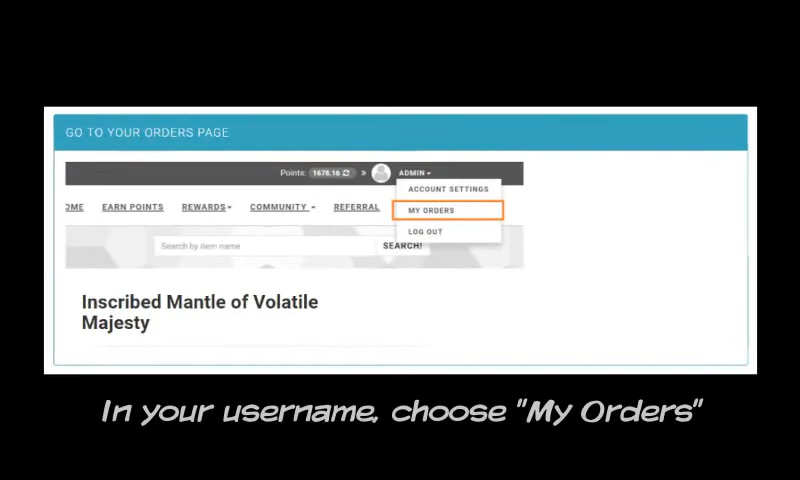 GO TO YOUR ORDERS PAGE
Points: 1678.16 » ADMIN
ACCOUNT SETTINGS
OME EARN POINTS REWARDS COMMUNITY REFERRAL
MY ORDERS
LOG OUT
Search by item name SEARCH!
Inscribed Mantle of Volatile
Majesty
In your username, choose "My Orders"